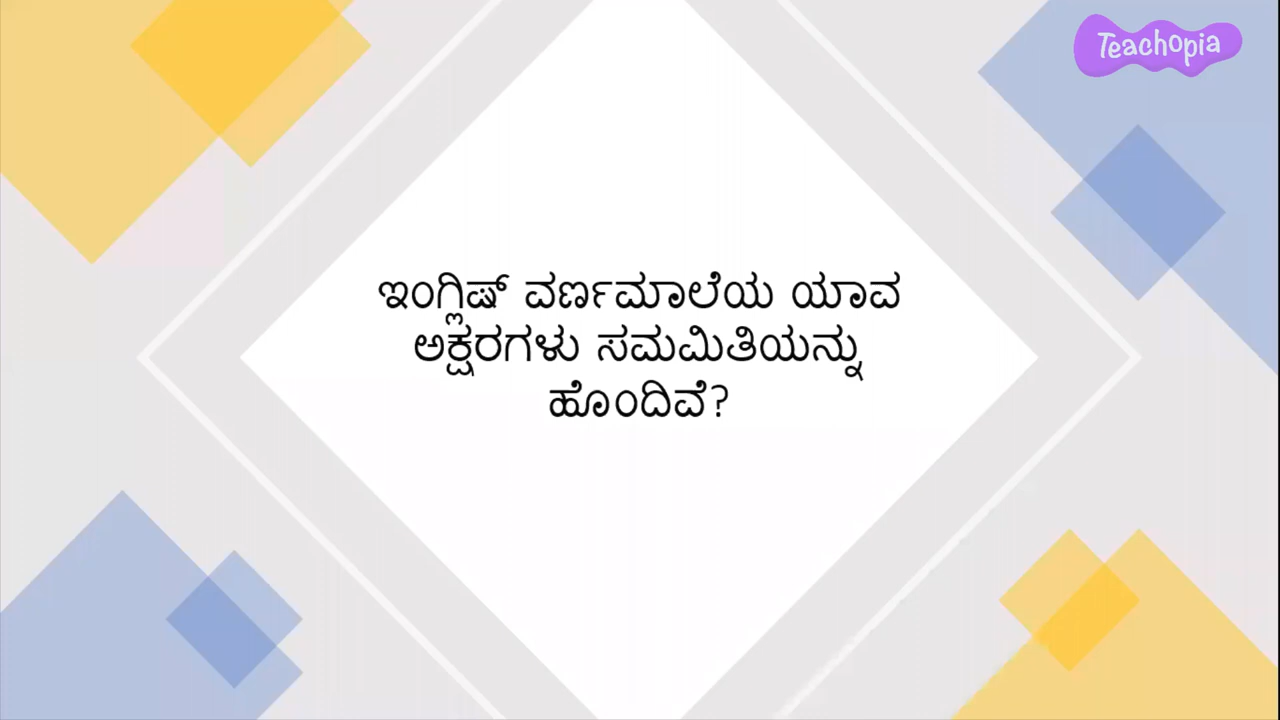 Teachopia
ಇಂಗ್ಲಿಷ್ ವರ್ಣಮಾಲೆಯ ಯಾವ
ಅಕ್ಷರಗಳು ಸಮಮಿತಿಯನ್ನು
ಹೊಂದಿವೆ?